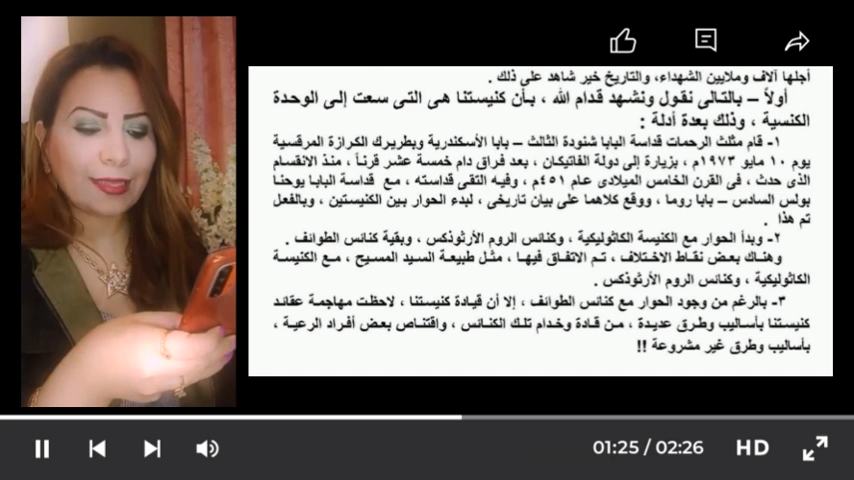 أجلها آلاف وملايين الشهداء، والتاريخ خير شاهد على ذلك .
أولاً – بالتالى نقول ونشهد قدام الله ، بأن كنيستنا هى التى سعت إلى الوحدة
الكنسية ، وذلك بعدة أدلة :
١- قام مثلث الرحمات قداسة البابا شنودة الثالث – بابا الأسكندرية وبطريرك الكرازة المرقسية
يوم ١٠ مايو ١٩٧٣م ، بزيارة إلى دولة الفاتيكان ، بعد فراق دام خمسة عشر قرناً ، منذ الانقسام
الذى حدث ، فى القرن الخامس الميلادى عام ٤٥١م ، وفيه التقى قداسته ، مع قداسة البابا يوحنا
بولس السادس – بابا روما ، ووقع كلاهما على بيان تاريخى ، لبدء الحوار بين الكنيستين ، وبالفعل
تم هذا .
٢- وبدأ الحوار مع الكنيسة الكاثوليكية ، وكنائس الروم الأرثوذكس ، وبقية كنائس الطوائف .
وهناك بعض نقاط الاختلاف ، تم الاتفاق فيها ، مثل طبيعة السيد المسيح ، مع الكنيسة
الكاثوليكية ، وكنائس الروم الأرثوذكس .
٣- بالرغم من وجود الحوار مع كنائس الطوائف ، إلا أن قيادة كنيستنا ، لاحظت مهاجمة عقائد
كنيستنا بأساليب وطرق عديدة ، من قادة وخدام تلك الكنائس ، واقتناص بعض أفراد الرعية ،
بأساليب وطرق غير مشروعة !!
01:25 / 02:26 HD